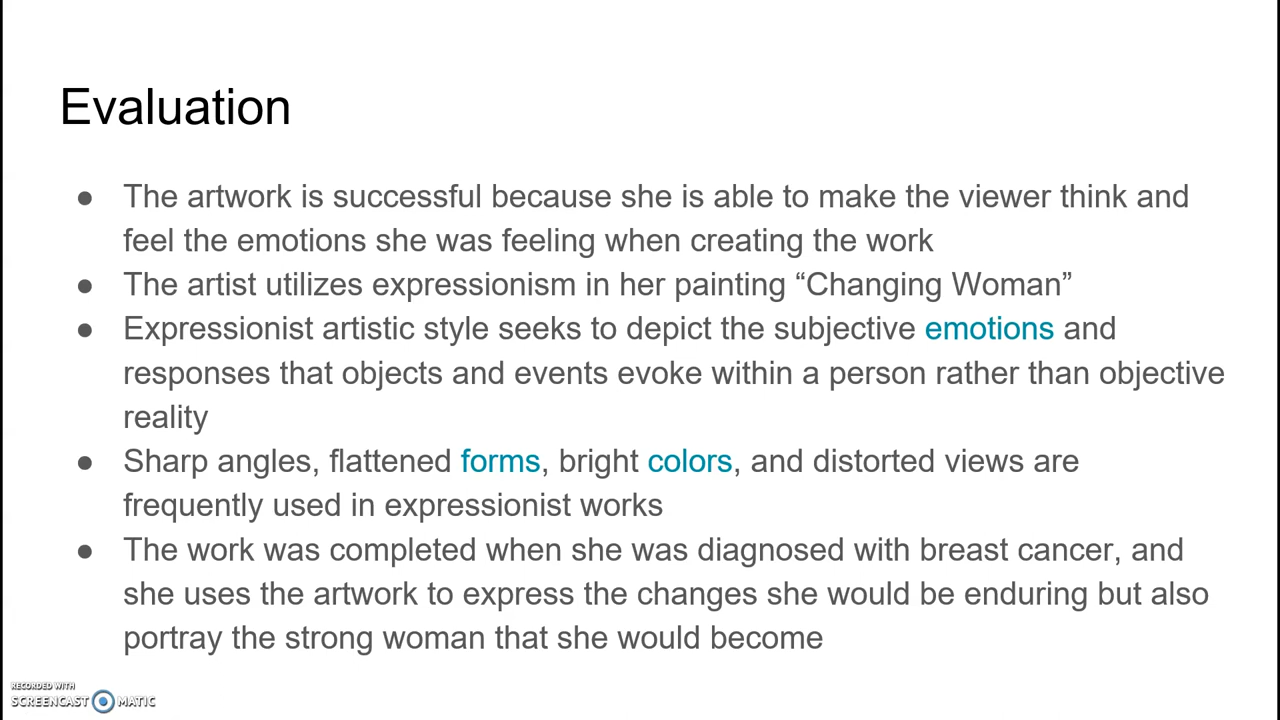 Evaluation
● The artwork is successful because she is able to make the viewer think and
feel the emotions she was feeling when creating the work
● The artist utilizes expressionism in her painting “Changing Woman”
● Expressionist artistic style seeks to depict the subjective emotions and
responses that objects and events evoke within a person rather than objective
reality
● Sharp angles, flattened forms, bright colors, and distorted views are
frequently used in expressionist works
● The work was completed when she was diagnosed with breast cancer, and
she uses the artwork to express the changes she would be enduring but also
portray the strong woman that she would become
RECORDED WITH
SCREENCAST MATIC